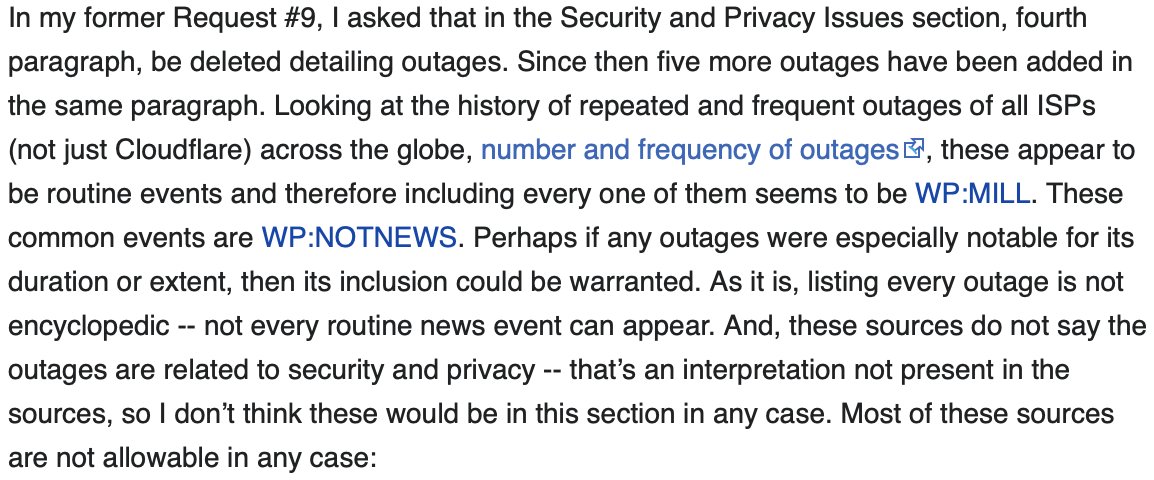 In my former Request #9, I asked that in the Security and Privacy Issues section, fourth
paragraph, be deleted detailing outages. Since then five more outages have been added in
the same paragraph. Looking at the history of repeated and frequent outages of all ISPs
(not just Cloudflare) across the globe, number and frequency of outages, these appear to
be routine events and therefore including every one of them seems to be WP:MILL. These
common events are WP:NOTNEWS. Perhaps if any outages were especially notable for its
duration or extent, then its inclusion could be warranted. As it is, listing every outage is not
encyclopedic -- not every routine news event can appear. And, these sources do not say the
outages are related to security and privacy -- that’s an interpretation not present in the
sources, so I don’t think these would be in this section in any case. Most of these sources
are not allowable in any case: